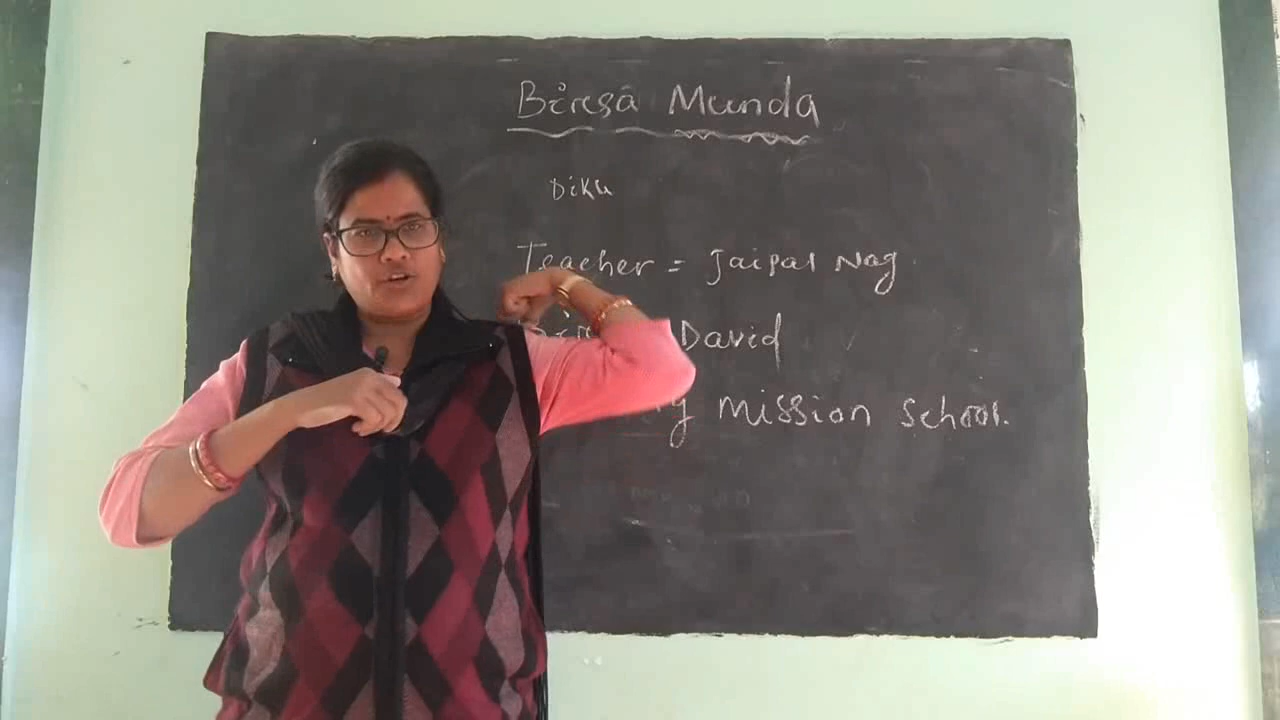 Birsa Munda
Diku
Teacher = Jaipal Nag
David
Mission School.